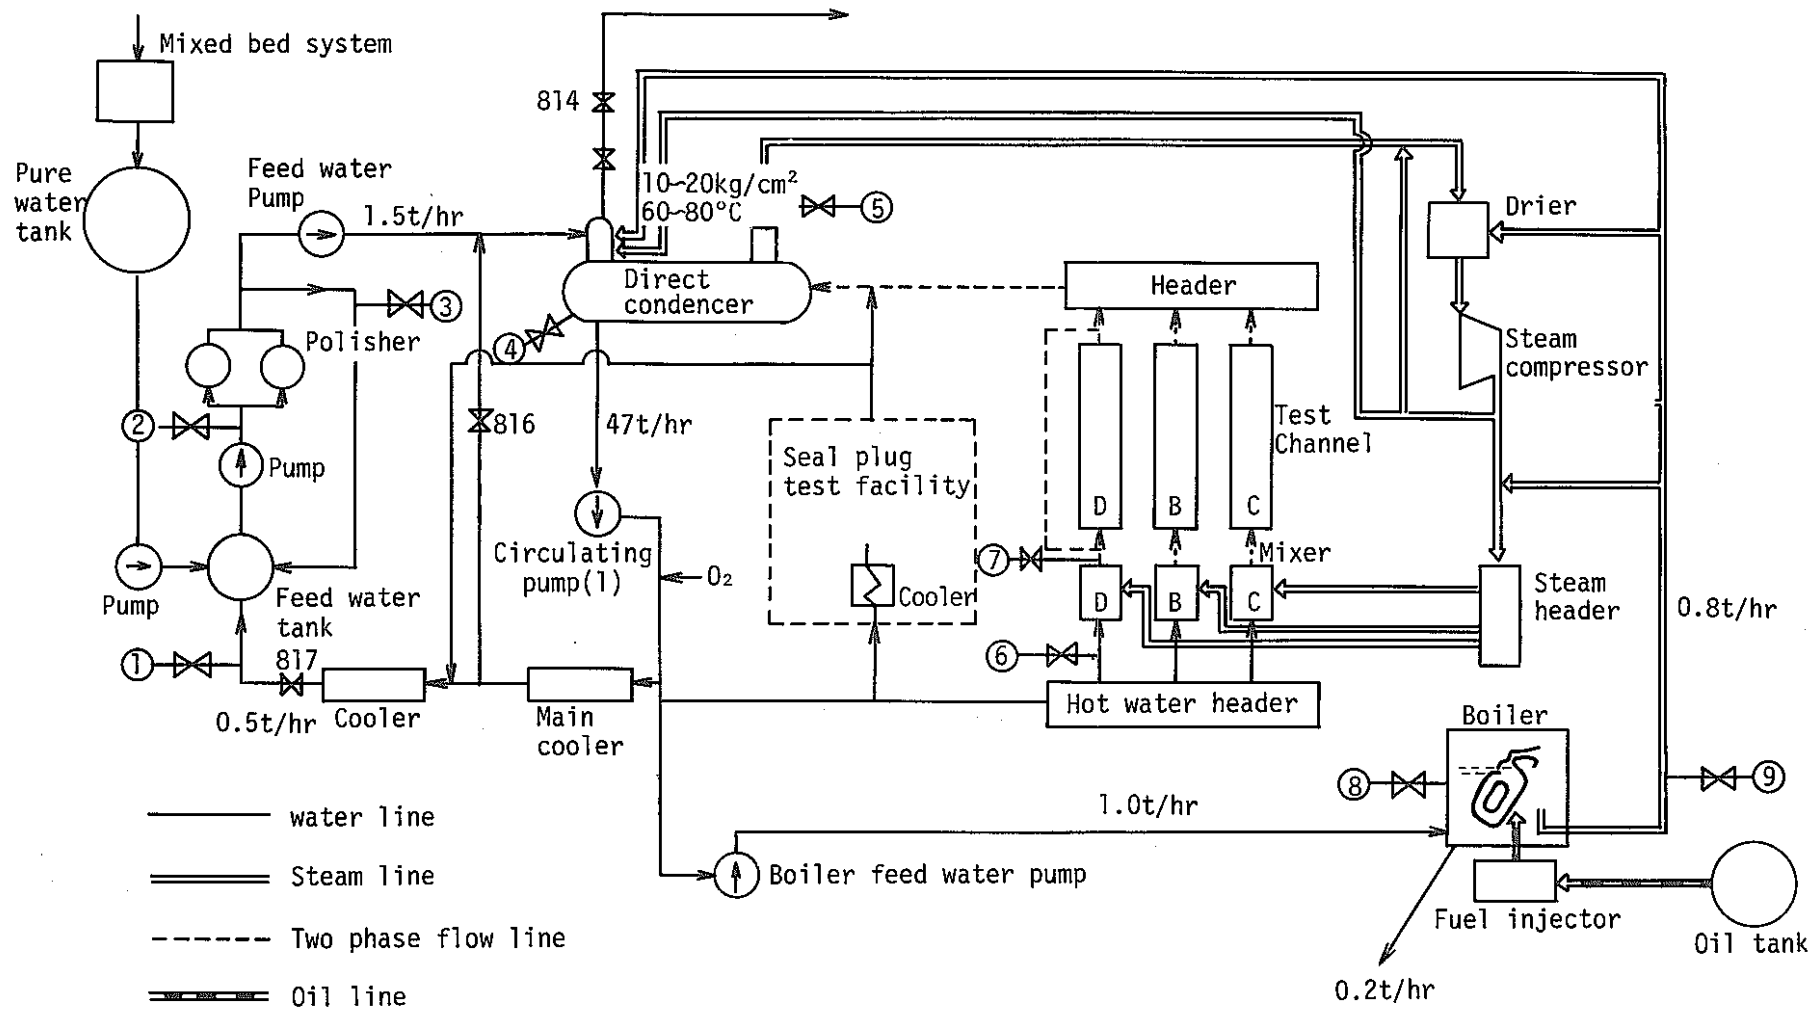 Mixed bed system
814
Pure
water
tank
Feed water
Pump
1.5t/hr
10~20kg/cm²
60~80°C
⑤
Drier
Direct
condencer
Header
③
Polisher
④
Steam
compressor
②
816
47t/hr
Test
Channel
Seal plug
test facility
Pump
D
B
C
Circulating
pump(1)
O₂
⑦
Mixer
Pump
Feed water
tank
Cooler
D
B
C
Steam
header
0.8t/hr
①
817
⑥
0.5t/hr
Cooler
Main
cooler
Hot water header
Boiler
⑧
⑨
1.0t/hr
water line
Steam line
Boiler feed water pump
Fuel injector
Oil tank
Two phase flow line
0.2t/hr
Oil line